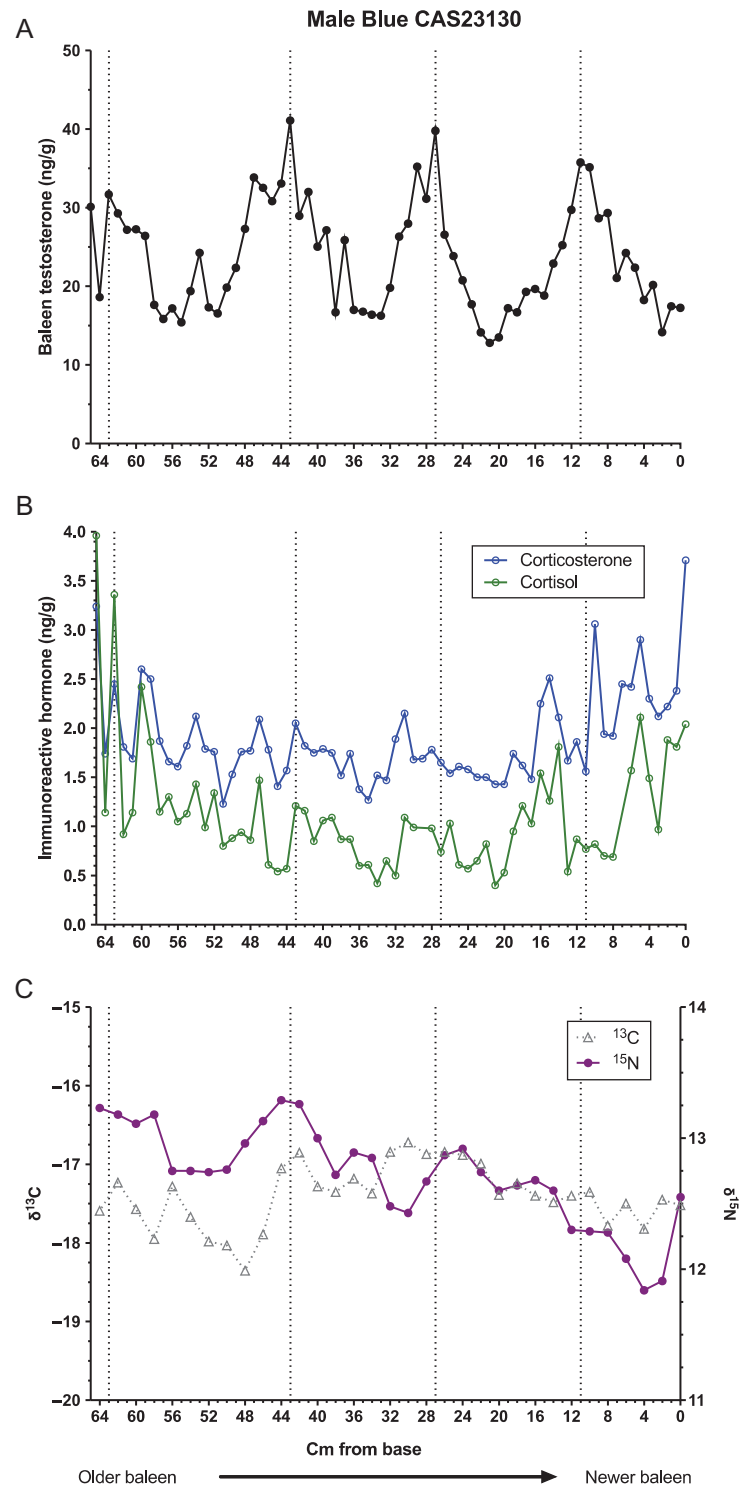 Male Blue CAS23130
A
Baleen testosterone (ng/g)
50
40
30
20
10
0
64 60 56 52 48 44 40 36 32 28 24 20 16 12 8 4 0
B
Immunoreactive hormone (ng/g)
4.0
3.5
3.0
2.5
2.0
1.5
1.0
0.5
0.0
Corticosterone
Cortisol
64 60 56 52 48 44 40 36 32 28 24 20 16 12 8 4 0
C
δ13C
–15
–16
–17
–18
–19
–20
13C
15N
14
13
12
11
δ15N
64 60 56 52 48 44 40 36 32 28 24 20 16 12 8 4 0
Cm from base
Older baleen Newer baleen